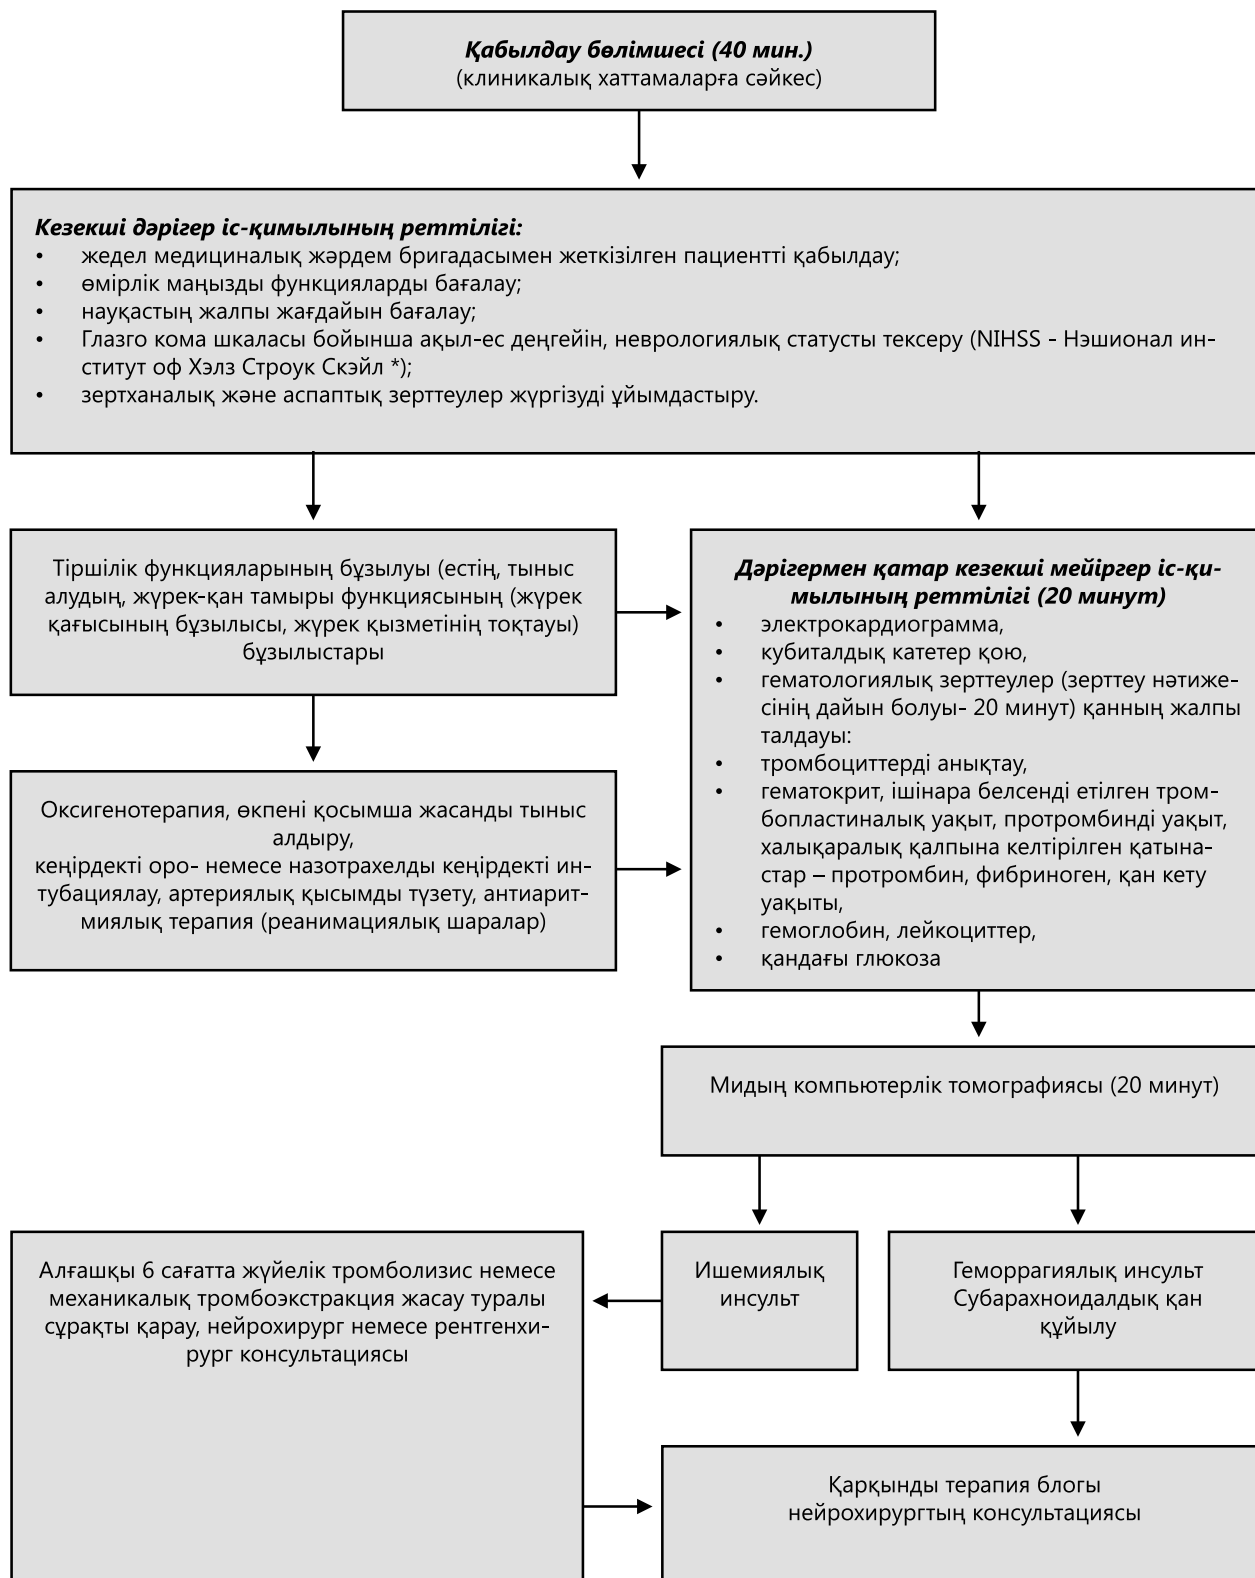 Қабылдау бөлімшесі (40 мин.)
(клиникалық хаттамаларға сәйкес)
Кезекші дәрігер іс-қимылының реттілігі:
• жедел медициналық жәрдем бригадасымен жеткізілген пациентті қабылдау;
• өмірлік маңызды функцияларды бағалау;
• науқастың жалпы жағдайын бағалау;
• Глазго кома шкаласы бойынша ақыл-ес деңгейін, неврологиялық статусты тексеру (NIHSS - Нэшионал ин-
ститут оф Хэлз Строук Скэйл *);
• зертханалық және аспаптық зерттеулер жүргізуді ұйымдастыру.
Тіршілік функцияларының бұзылуы (естің, тыныс
алудың, жүрек-қан тамыры функциясының (жүрек
қағысының бұзылысы, жүрек қызметінің тоқтауы)
бұзылыстары
Дәрігермен қатар кезекші мейіргер іс-қи-
мылының реттілігі (20 минут)
• электрокардиограмма,
• кубиталдық катетер қою,
• гематологиялық зерттеулер (зерттеу нәтиже-
сінің дайын болуы- 20 минут) қанның жалпы
талдауы:
• тромбоциттерді анықтау,
• гематокрит, ішінара белсенді етілген тром-
бопластиналық уақыт, протромбинді уақыт,
халықаралық қалпына келтірілген қатына-
стар – протромбин, фибриноген, қан кету
уақыты,
• гемоглобин, лейкоциттер,
• қандағы глюкоза
Оксигенотерапия, өкпені қосымша жасанды тыныс
алдыру,
кеңірдекті оро- немесе назотрахелды кеңірдекті ин-
тубациялау, артериялық қысымды түзету, антиарит-
миялық терапия (реанимациялық шаралар)
Мидың компьютерлік томографиясы (20 минут)
Алғашқы 6 сағатта жүйелік тромболизис немесе
механикалық тромбоэкстракция жасау туралы
сұрақты қарау, нейрохирург немесе рентгенхи-
рург консультациясы
Ишемиялық
инсульт
Геморрагиялық инсульт
Субарахноидалдық қан
құйылу
Қарқынды терапия блогы
нейрохирургтың консультациясы